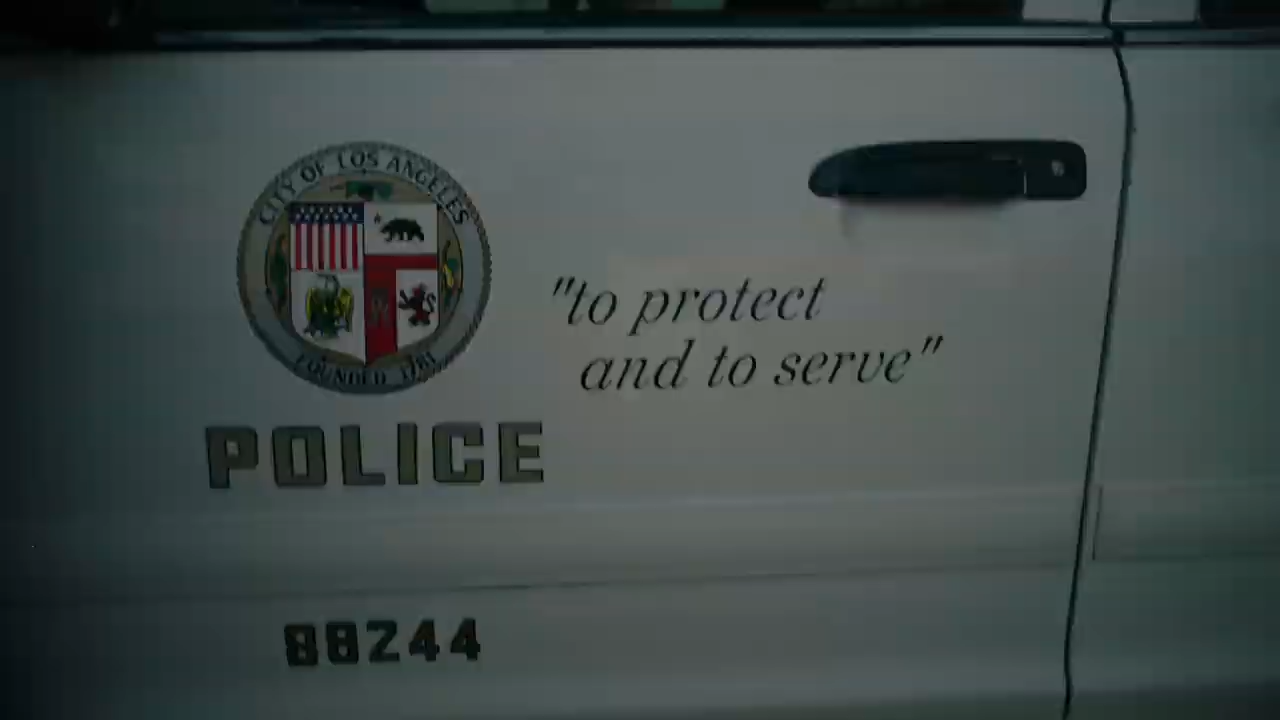 CITY OF LOS ANGELES
FOUNDED 1781
"to protect
and to serve"
POLICE
88244